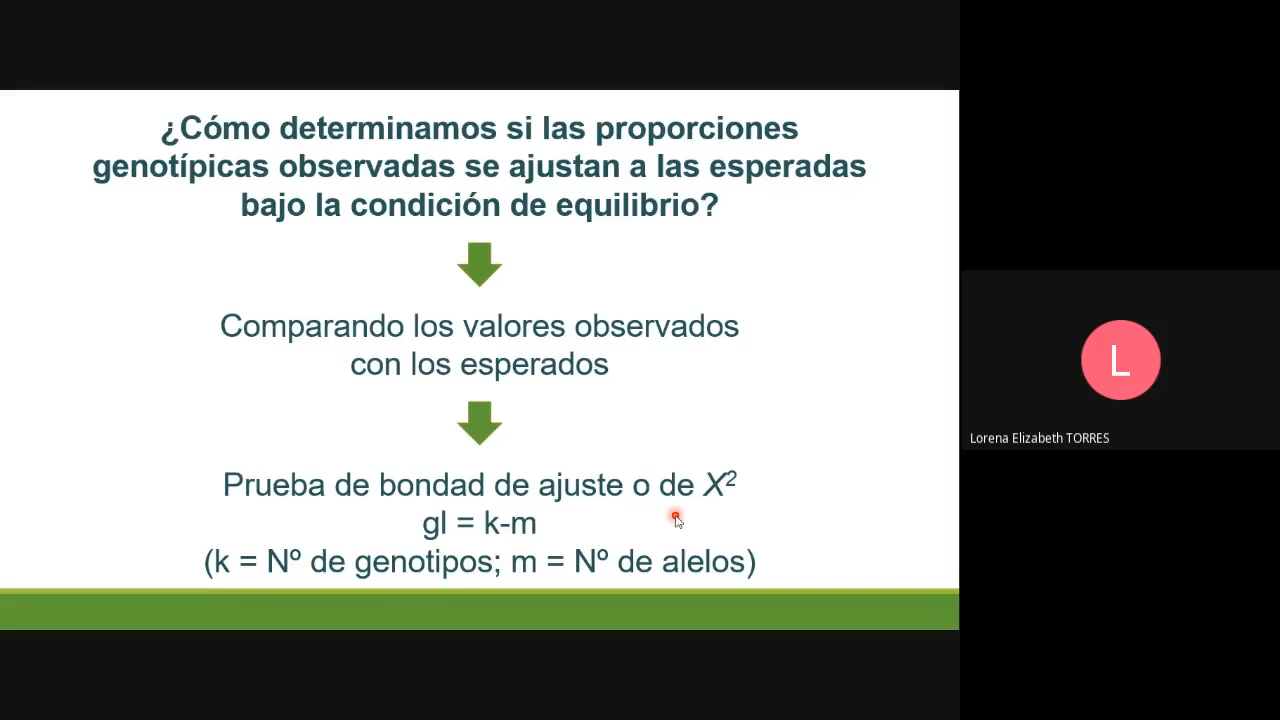 ¿Cómo determinamos si las proporciones
genotípicas observadas se ajustan a las esperadas
bajo la condición de equilibrio?
Comparando los valores observados
con los esperados
Prueba de bondad de ajuste o de X²
gl = k-m
(k = Nº de genotipos; m = Nº de alelos)
L
Lorena Elizabeth TORRES